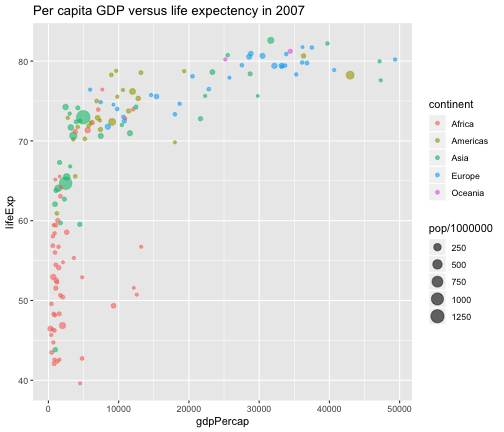 Per capita GDP versus life expectency in 2007
lifeExp
80
70
60
50
40
0 10000 20000 30000 40000 50000
gdpPercap
continent
Africa
Americas
Asia
Europe
Oceania
pop/1000000
250
500
750
1000
1250